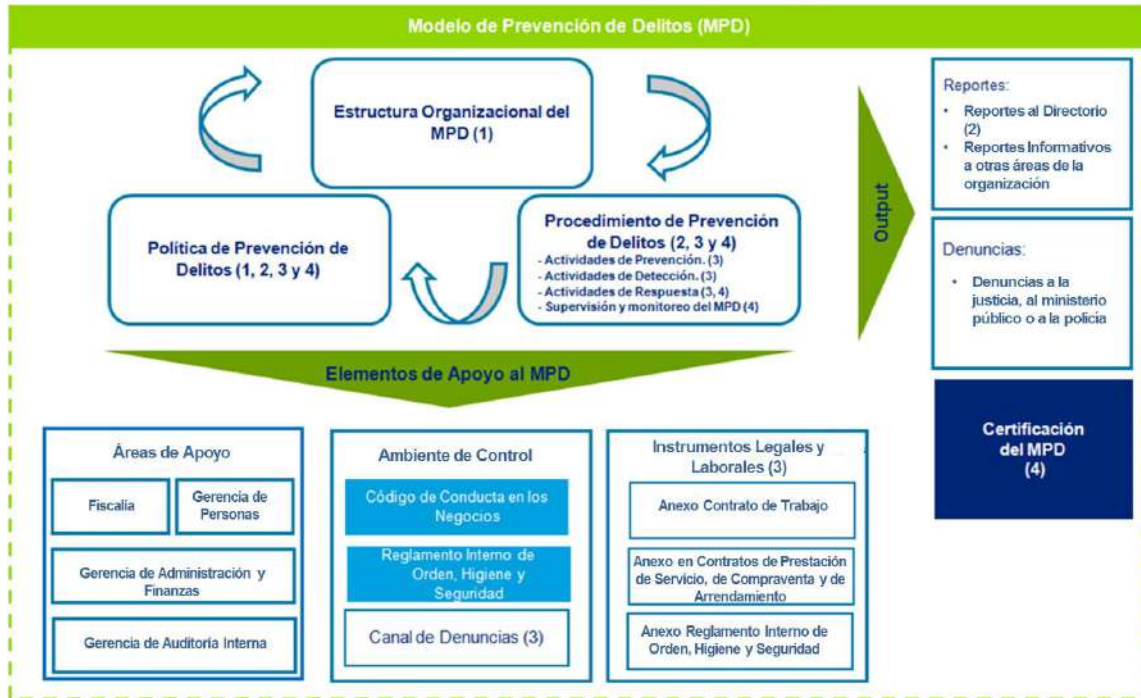 Modelo de Prevención de Delitos (MPD)
Estructura Organizacional del
MPD (1)
Política de Prevención de
Delitos (1, 2, 3 y 4)
Procedimiento de Prevención
de Delitos (2, 3 y 4)
- Actividades de Prevención. (3)
- Actividades de Detección. (3)
- Actividades de Respuesta (3, 4)
- Supervisión y monitoreo del MPD (4)
Output
Reportes:
• Reportes al Directorio
(2)
• Reportes Informativos
a otras áreas de la
organización
Denuncias:
• Denuncias a la
justicia, al ministerio
público o a la policía
Certificación
del MPD
(4)
Elementos de Apoyo al MPD
Áreas de Apoyo
Fiscalía
Gerencia de
Personas
Gerencia de Administración y
Finanzas
Gerencia de Auditoría Interna
Ambiente de Control
Código de Conducta en los
Negocios
Reglamento Interno de
Orden, Higiene y
Seguridad
Canal de Denuncias (3)
Instrumentos Legales y
Laborales (3)
Anexo Contrato de Trabajo
Anexo en Contratos de Prestación
de Servicio, de Compraventa y de
Arrendamiento
Anexo Reglamento Interno de
Orden, Higiene y Seguridad